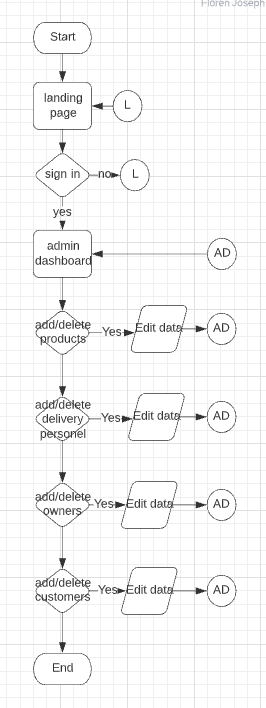 Floren Joseph
Start
landing
page
L
sign in
no
L
yes
admin
dashboard
AD
add/delete
products
Yes
Edit data
AD
add/delete
delivery
personel
Yes
Edit data
AD
add/delete
owners
Yes
Edit data
AD
add/delete
customers
Yes
Edit data
AD
End